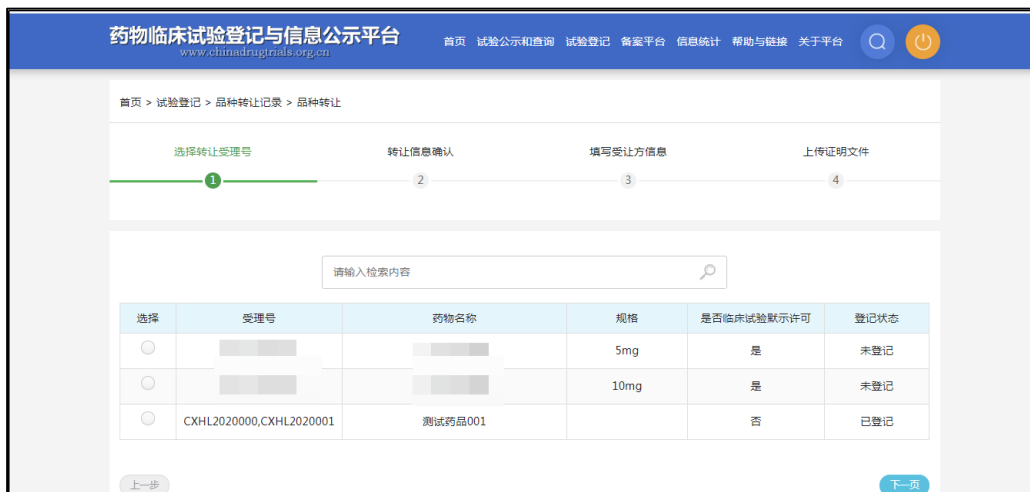 药物临床试验登记与信息公示平台
www.chinadrugtrials.org.cn
首页 试验公示和查询 试验登记 备案平台 信息统计 帮助与链接 关于平台
首页 > 试验登记 > 品种转让记录 > 品种转让
选择转让受理号 转让信息确认 填写受让方信息 上传证明文件
1 2 3 4
请输入检索内容
选择 受理号 药物名称 规格 是否临床试验默示许可 登记状态
5mg 是 未登记
10mg 是 未登记
CXHL2020000,CXHL2020001 测试药品001 否 已登记
上一步 下一页